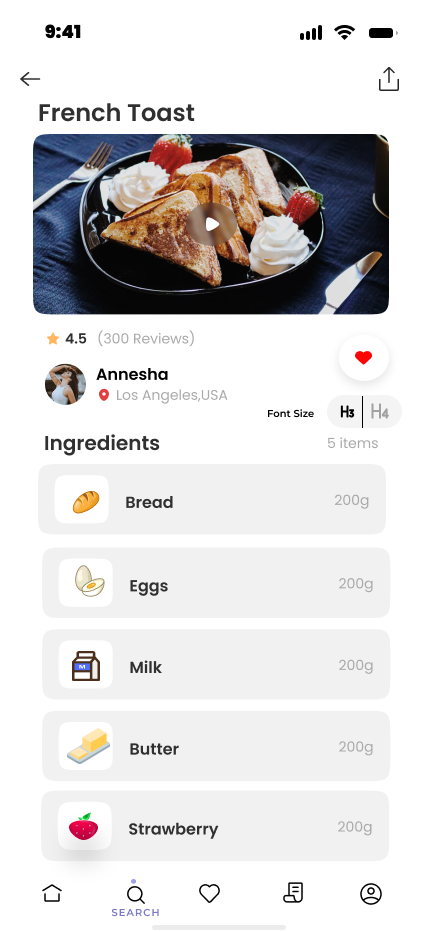 9:41
French Toast
4.5 (300 Reviews)
Annesha
Los Angeles,USA
Font Size H3 H4
Ingredients 5 items
Bread 200g
Eggs 200g
Milk 200g
M
Butter 200g
Strawberry 200g
SEARCH